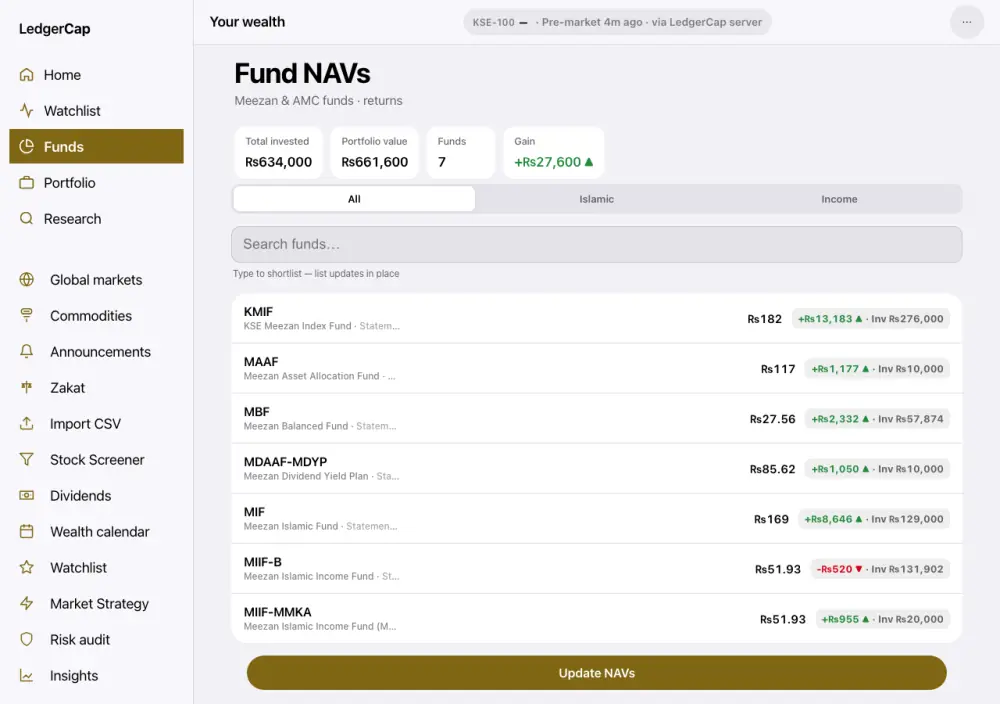 LedgerCap
Your wealth
KSE-100 — · Pre-market 4m ago · via LedgerCap server
...
Home
Watchlist
Funds
Portfolio
Research
Global markets
Commodities
Announcements
Zakat
Import CSV
Stock Screener
Dividends
Wealth calendar
Watchlist
Market Strategy
Risk audit
Insights
Fund NAVs
Meezan & AMC funds · returns
Total invested
₨634,000
Portfolio value
₨661,600
Funds
7
Gain
+₨27,600 ▲
All
Islamic
Income
Search funds...
Type to shortlist — list updates in place
KMIF
KSE Meezan Index Fund · Statem...
₨182
+₨13,183 ▲ · Inv ₨276,000
MAAF
Meezan Asset Allocation Fund · ...
₨117
+₨1,177 ▲ · Inv ₨10,000
MBF
Meezan Balanced Fund · Statem...
₨27.56
+₨2,332 ▲ · Inv ₨57,874
MDAAF-MDYP
Meezan Dividend Yield Plan · Sta...
₨85.62
+₨1,050 ▲ · Inv ₨10,000
MIF
Meezan Islamic Fund · Statemen...
₨169
+₨8,646 ▲ · Inv ₨129,000
MIIF-B
Meezan Islamic Income Fund · St...
₨51.93
-₨520 ▼ · Inv ₨131,902
MIIF-MMKA
Meezan Islamic Income Fund (M...
₨51.93
+₨955 ▲ · Inv ₨20,000
Update NAVs